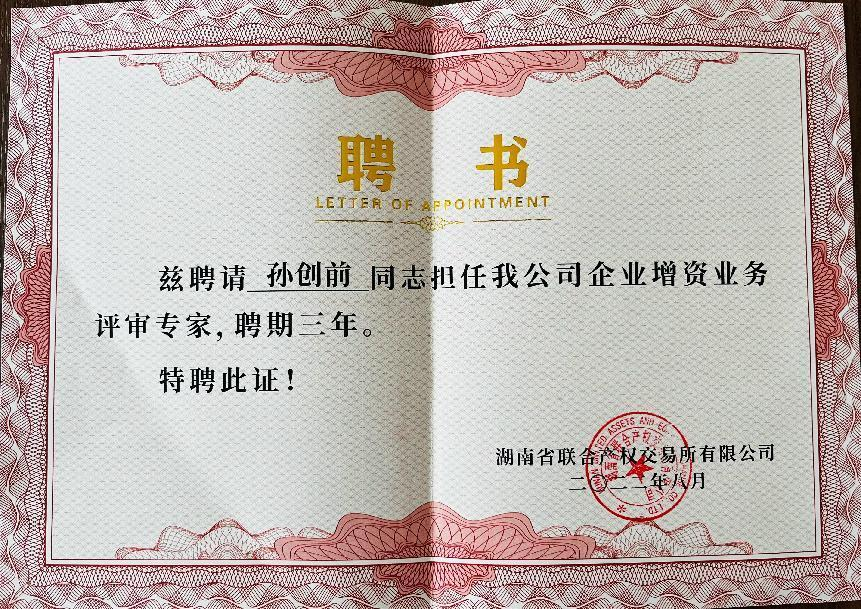 聘 书
LETTER OF APPOINTMENT
兹聘请 孙创前 同志担任我公司企业增资业务
评审专家，聘期三年。
特聘此证！
湖南省联合产权交易所有限公司
二〇二二年八月